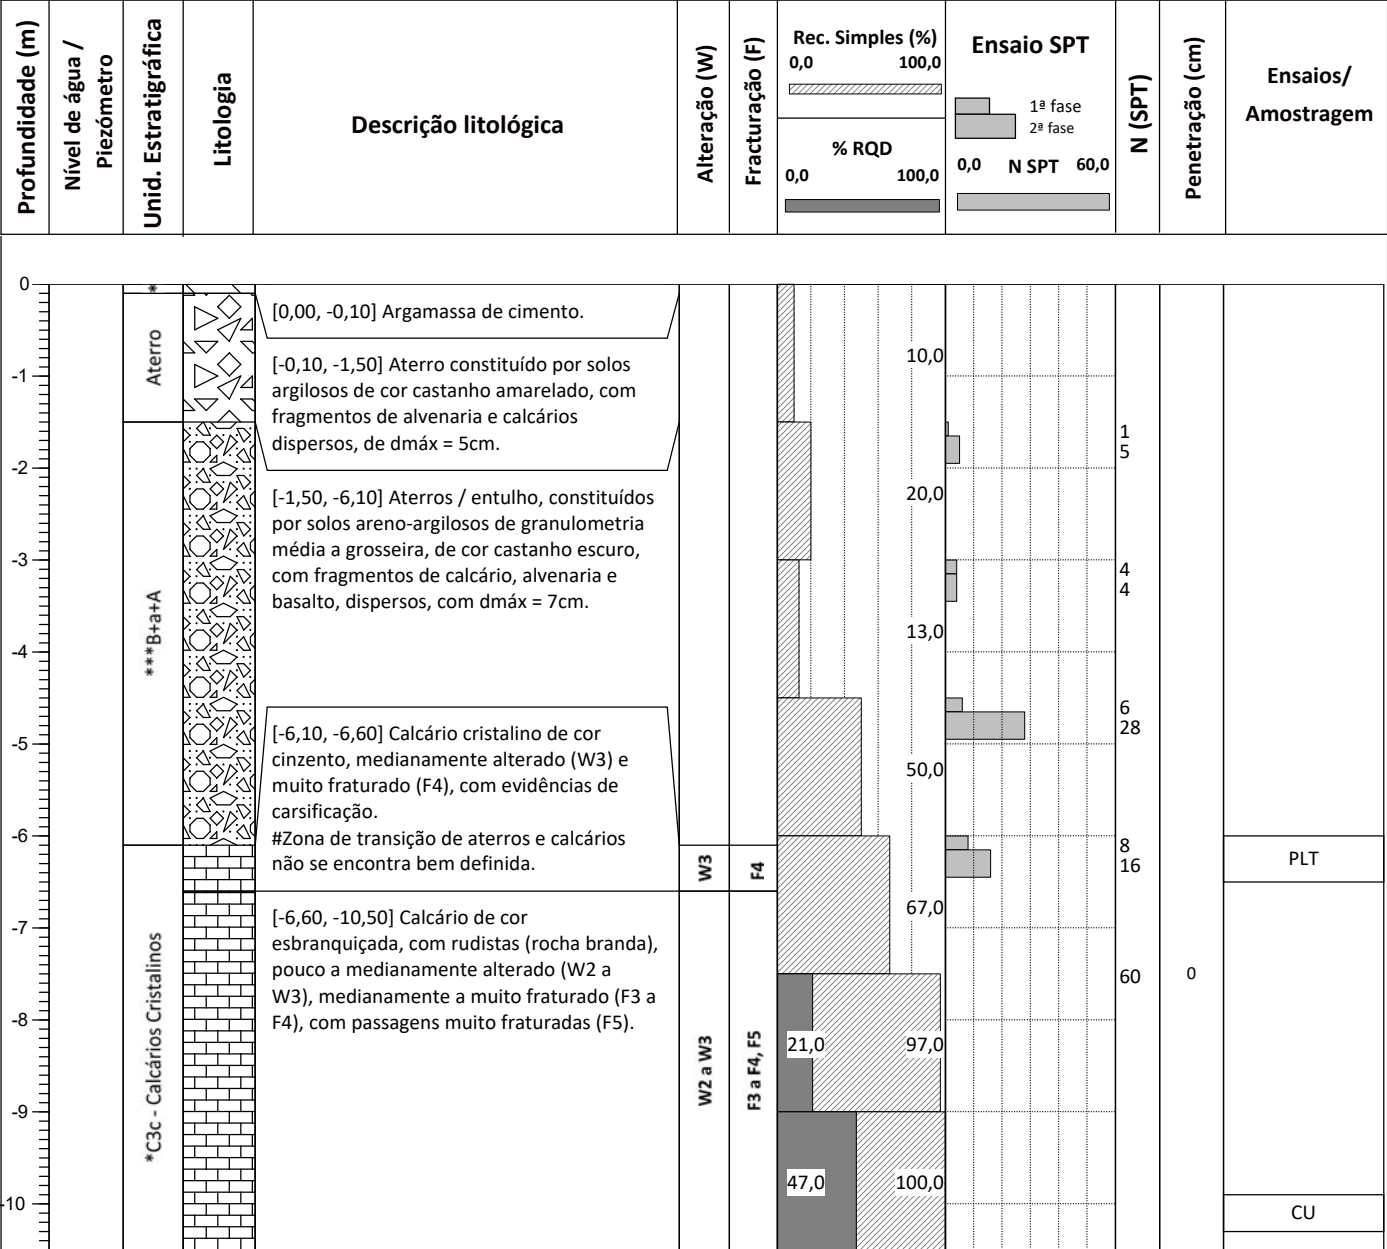 Profundidade (m)
Nível de água /
Piezómetro
Unid. Estratigráfica
Litologia
Descrição litológica
Alteração (W)
Fracturação (F)
Rec. Simples (%)
0,0 100,0
% RQD
0,0 100,0
Ensaio SPT
1ª fase
2ª fase
0,0 N SPT 60,0
N (SPT)
Penetração (cm)
Ensaios/
Amostragem
0
-1
-2
-3
-4
-5
-6
-7
-8
-9
-10
*
Aterro
***B+a+A
*C3c - Calcários Cristalinos
[0,00, -0,10] Argamassa de cimento.
[-0,10, -1,50] Aterro constituído por solos
argilosos de cor castanho amarelado, com
fragmentos de alvenaria e calcários
dispersos, de dmáx = 5cm.
[-1,50, -6,10] Aterros / entulho, constituídos
por solos areno-argilosos de granulometria
média a grosseira, de cor castanho escuro,
com fragmentos de calcário, alvenaria e
basalto, dispersos, com dmáx = 7cm.
[-6,10, -6,60] Calcário cristalino de cor
cinzento, medianamente alterado (W3) e
muito fraturado (F4), com evidências de
carsificação.
#Zona de transição de aterros e calcários
não se encontra bem definida.
[-6,60, -10,50] Calcário de cor
esbranquiçada, com rudistas (rocha branda),
pouco a medianamente alterado (W2 a
W3), medianamente a muito fraturado (F3 a
F4), com passagens muito fraturadas (F5).
W3
W2 a W3
F4
F3 a F4, F5
10,0
20,0
13,0
50,0
67,0
21,0 97,0
47,0 100,0
1
5
4
4
6
28
8
16
60
0
PLT
CU